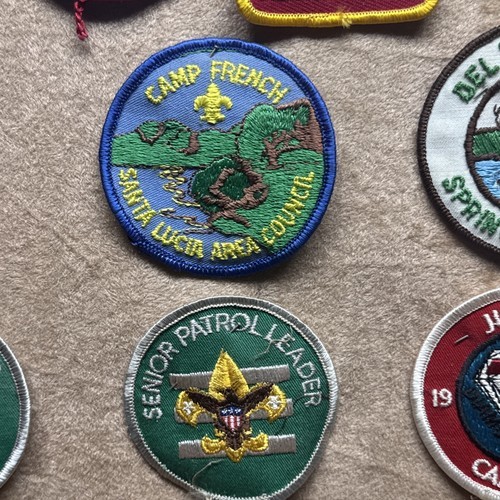 CAMP FRENCH
SANTA LUCIA AREA COUNCIL
DEL
SPRIN
SENIOR PATROL LEADER
19
CA